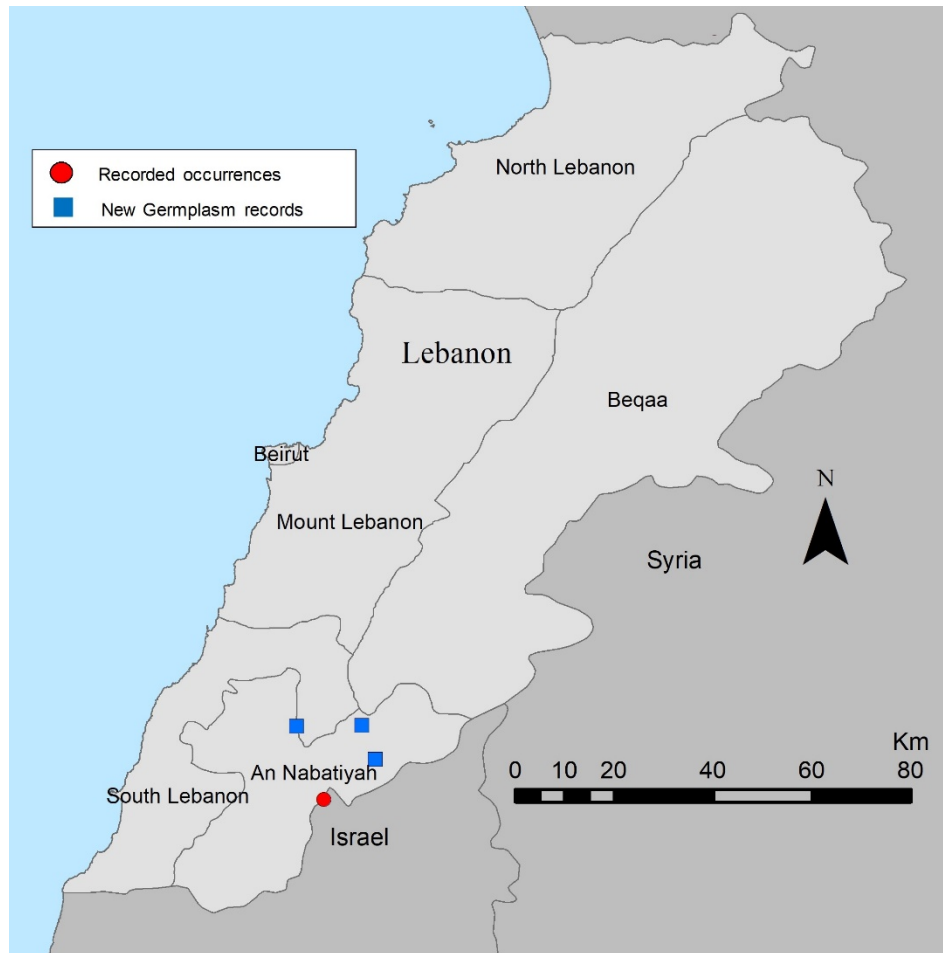 North Lebanon
Recorded occurrences
New Germplasm records
Lebanon
Beqaa
Beirut
N
Mount Lebanon
Syria
Km
An Nabatiyah
0 10 20 40 60 80
South Lebanon
Israel